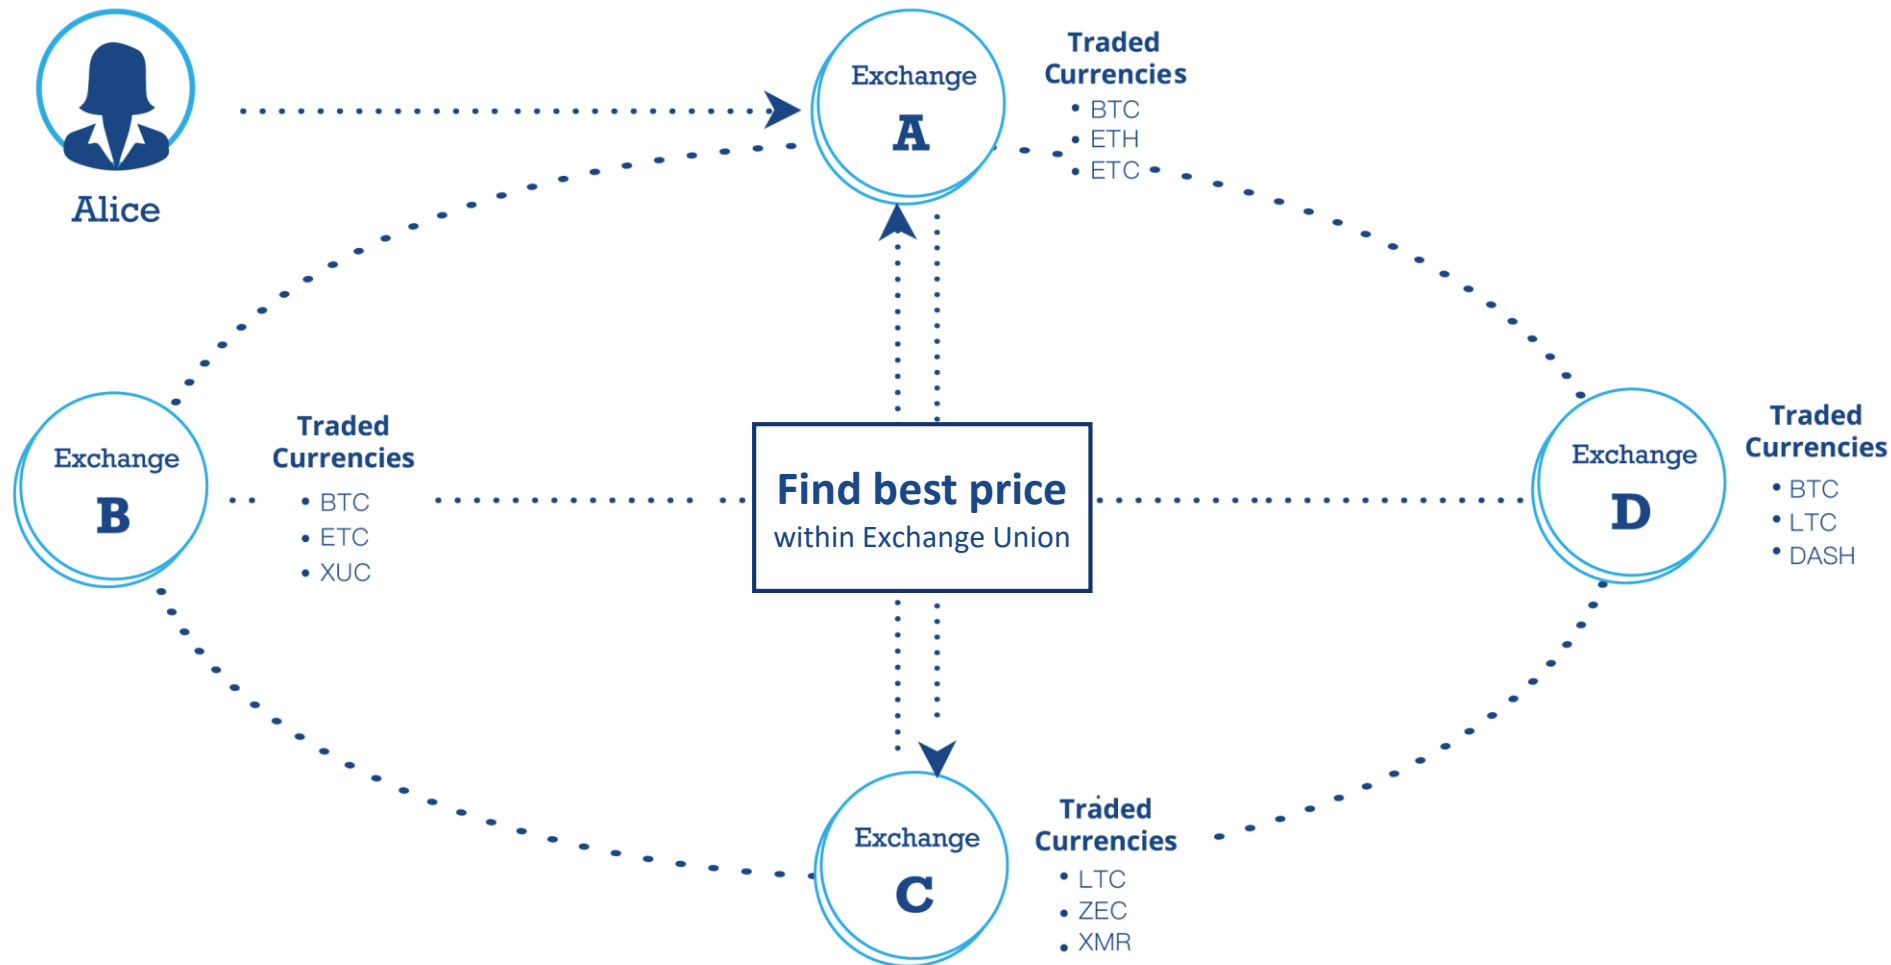 Alice
Exchange
A
Traded
Currencies
• BTC
• ETH
• ETC
Exchange
B
Traded
Currencies
• BTC
• ETC
• XUC
Find best price
within Exchange Union
Exchange
D
Traded
Currencies
• BTC
• LTC
• DASH
Exchange
C
Traded
Currencies
• LTC
• ZEC
• XMR